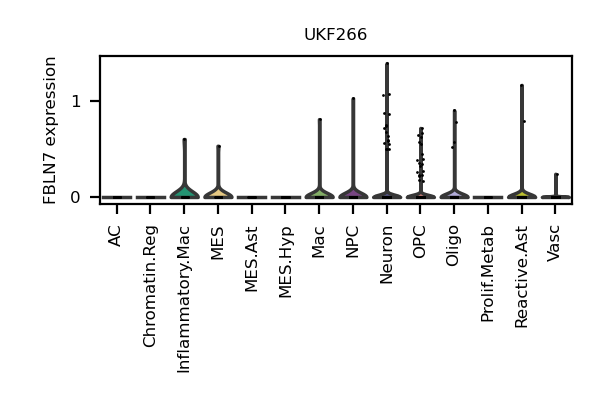 UKF266
FBLN7 expression
1
0
AC
Chromatin.Reg
Inflammatory.Mac
MES
MES.Ast
MES.Hyp
Mac
NPC
Neuron
OPC
Oligo
Prolif.Metab
Reactive.Ast
Vasc